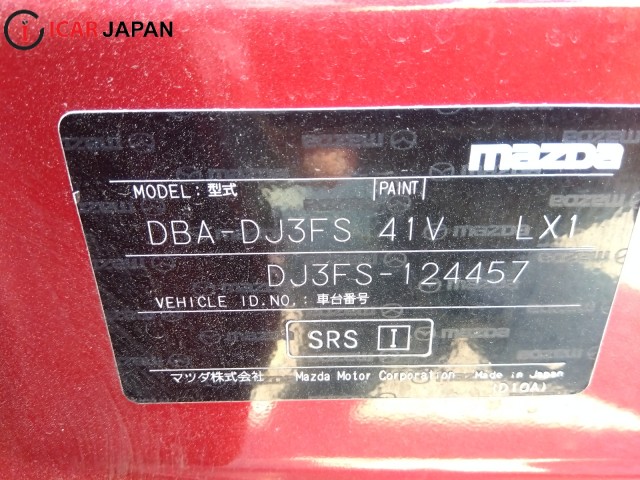 ICAR JAPAN
mazda
MODEL: 型式 PAINT
DBA-DJ3FS 41V LX1
DJ3FS-124457
VEHICLE ID.NO.: 車台番号
SRS I
マツダ株式会社 Mazda Motor Corporation Made in Japan
(D10A)